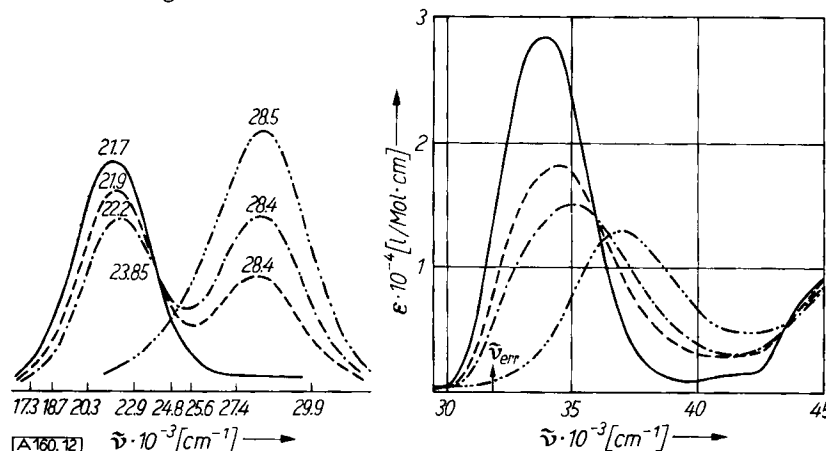 21.7
21.9
22.2
23.85
28.5
28.4
28.4
17.3 18.7 20.3 22.9 24.8 25.6 27.4 29.9
A 160.12
ṽ · 10⁻³ [cm⁻¹]
3
2
1
ε · 10⁻⁴ [l/Mol·cm]
ṽerr
30 35 40 45
ṽ · 10⁻³ [cm⁻¹]